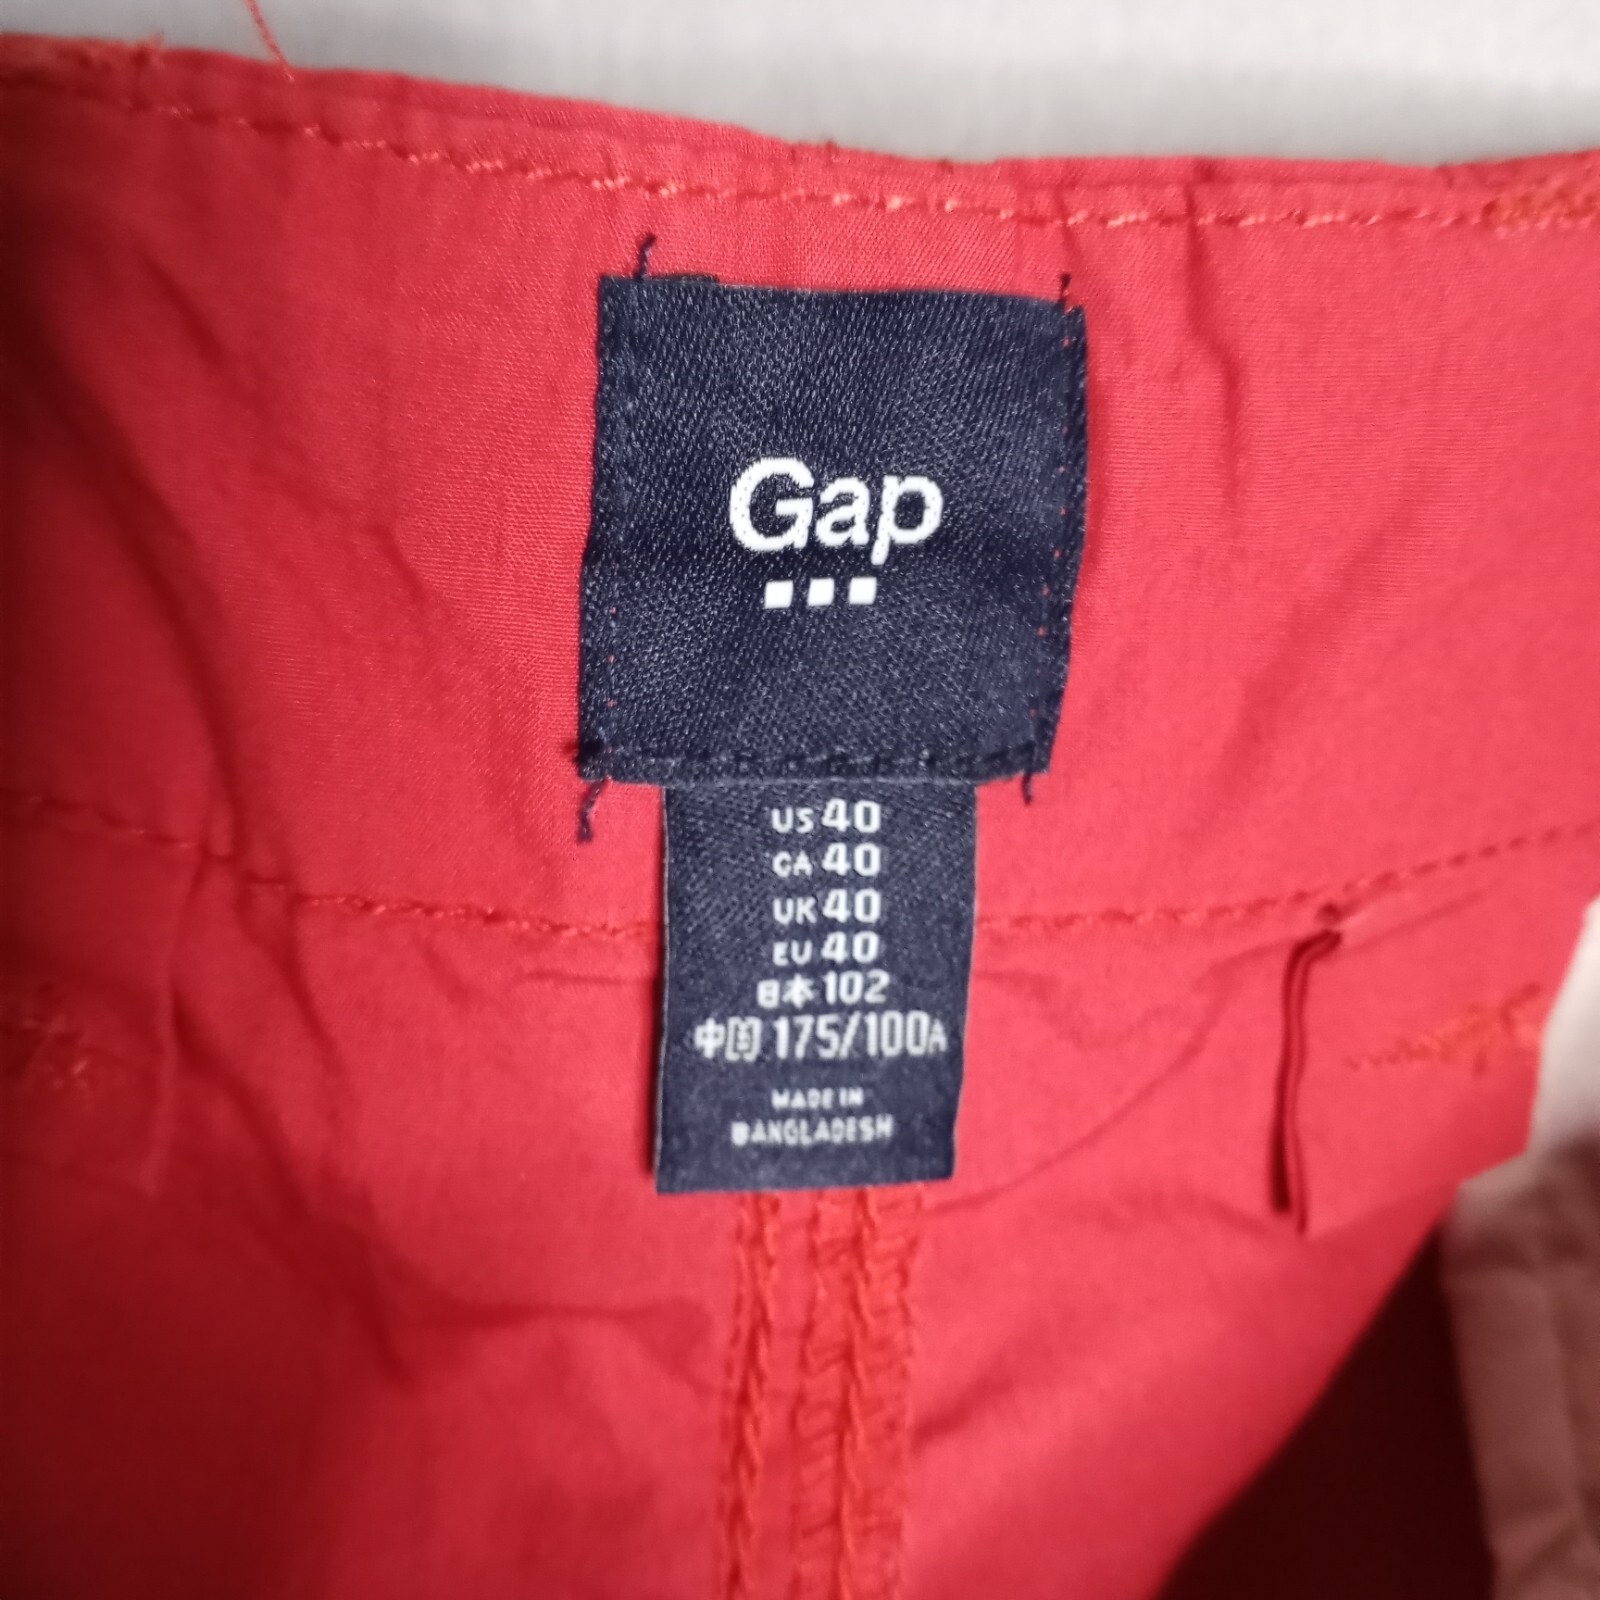 Gap
US 40
CA 40
UK 40
EU 40
日本 102
中国 175/100A
MADE IN
BANGLADESH